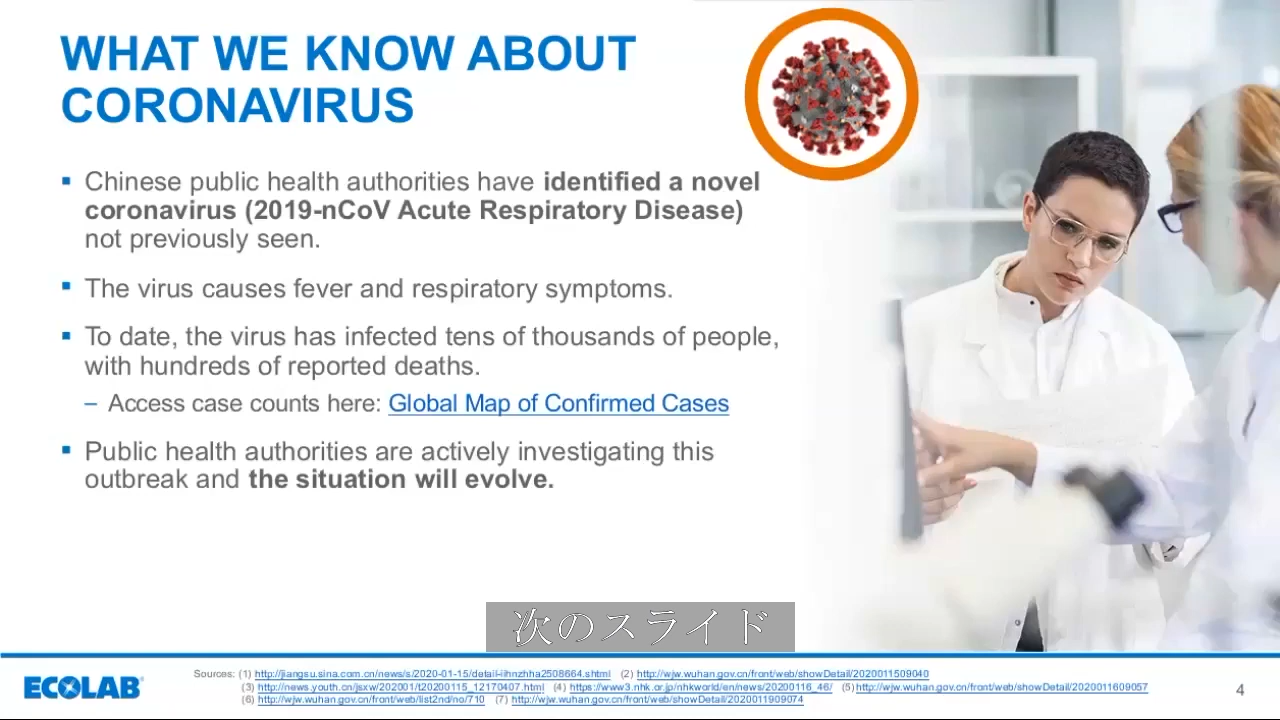 WHAT WE KNOW ABOUT
CORONAVIRUS
▪ Chinese public health authorities have identified a novel
coronavirus (2019-nCoV Acute Respiratory Disease)
not previously seen.
▪ The virus causes fever and respiratory symptoms.
▪ To date, the virus has infected tens of thousands of people,
with hundreds of reported deaths.
– Access case counts here: Global Map of Confirmed Cases
▪ Public health authorities are actively investigating this
outbreak and the situation will evolve.
次のスライド
ECOLAB®
Sources: (1) http://jiangsu.sina.com.cn/news/s/2020-01-15/detail-iihnzhha2508664.shtml (2) http://wjw.wuhan.gov.cn/front/web/showDetail/2020011509040
(3) http://news.youth.cn/jsxw/202001/t20200115_12170407.html (4) https://www3.nhk.or.jp/nhkworld/en/news/20200116_46/ (5) http://wjw.wuhan.gov.cn/front/web/showDetail/2020011609057
(6) http://wjw.wuhan.gov.cn/front/web/list2nd/no/710 (7) http://wjw.wuhan.gov.cn/front/web/showDetail/2020011909074
4